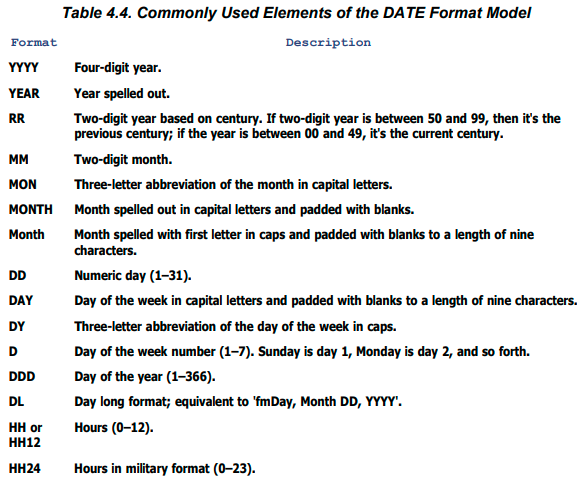 Table 4.4. Commonly Used Elements of the DATE Format Model
Format Description
YYYY Four-digit year.
YEAR Year spelled out.
RR Two-digit year based on century. If two-digit year is between 50 and 99, then it's the
previous century; if the year is between 00 and 49, it's the current century.
MM Two-digit month.
MON Three-letter abbreviation of the month in capital letters.
MONTH Month spelled out in capital letters and padded with blanks.
Month Month spelled with first letter in caps and padded with blanks to a length of nine
characters.
DD Numeric day (1–31).
DAY Day of the week in capital letters and padded with blanks to a length of nine characters.
DY Three-letter abbreviation of the day of the week in caps.
D Day of the week number (1–7). Sunday is day 1, Monday is day 2, and so forth.
DDD Day of the year (1–366).
DL Day long format; equivalent to 'fmDay, Month DD, YYYY'.
HH or Hours (0–12).
HH12
HH24 Hours in military format (0–23).